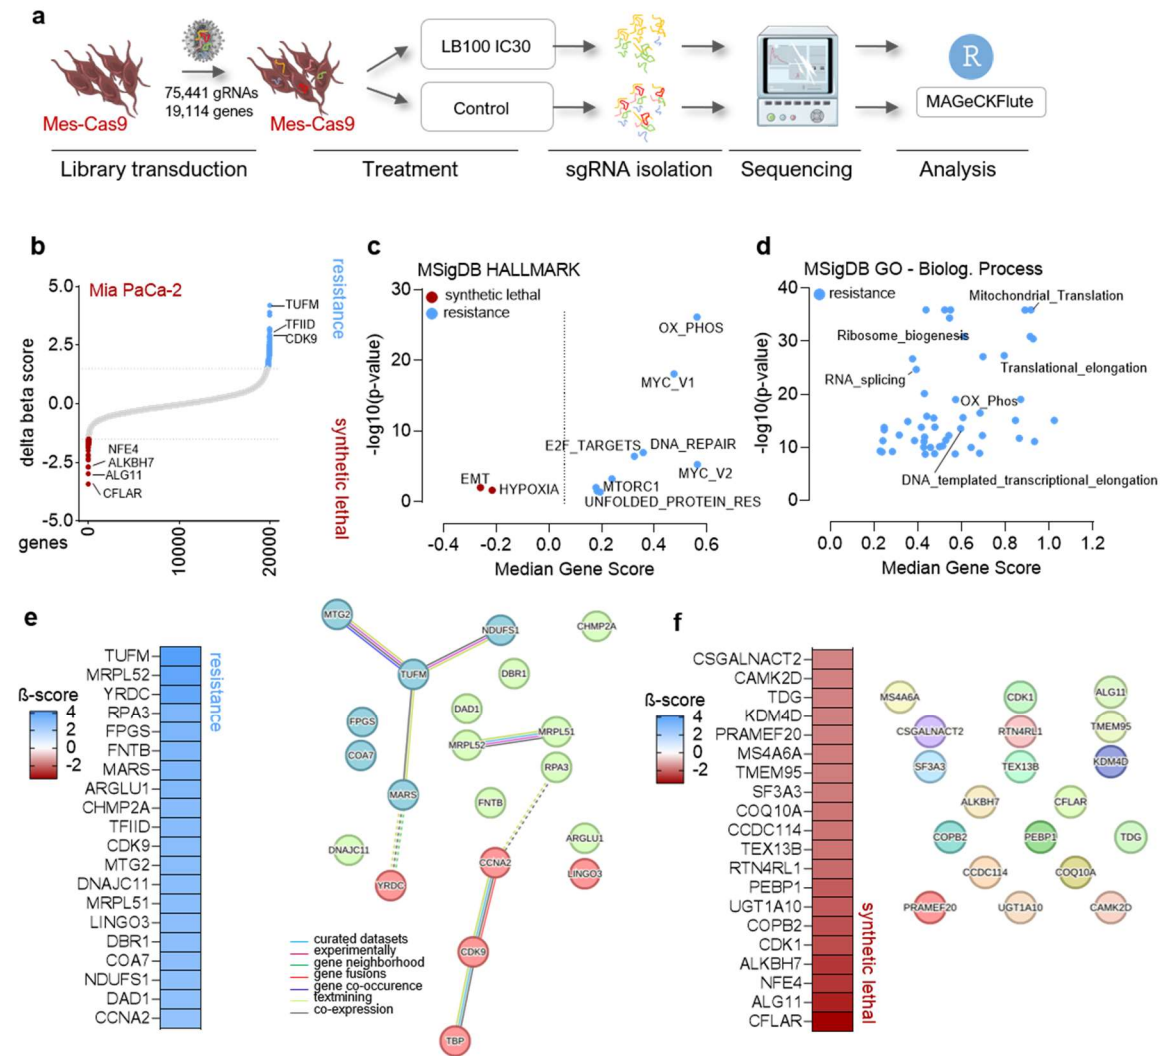 a
75,441 gRNAs
19,114 genes
Mes-Cas9
Mes-Cas9
LB100 IC30
Control
R
MAGeCKFlute
Library transduction
Treatment
sgRNA isolation
Sequencing
Analysis
b
Mia PaCa-2
delta beta score
5.0
2.5
0.0
-2.5
-5.0
TUFM
TFIID
CDK9
NFE4
ALKBH7
ALG11
CFLAR
genes
0
10000
20000
resistance
synthetic lethal
c
MSigDB HALLMARK
synthetic lethal
resistance
-log10(p-value)
30
20
10
0
OX_PHOS
MYC_V1
E2F_TARGETS
DNA_REPAIR
MYC_V2
EMT
HYPOXIA
MTORC1
UNFOLDED_PROTEIN_RES
-0.4
-0.2
0.0
0.2
0.4
0.6
Median Gene Score
d
MSigDB GO - Biolog. Process
resistance
-log10(p-value)
40
30
20
10
0
Mitochondrial_Translation
Ribosome_biogenesis
Translational_elongation
RNA_splicing
OX_Phos
DNA_templated_transcriptional_elongation
0.0
0.2
0.4
0.6
0.8
1.0
1.2
Median Gene Score
e
ß-score
4
2
0
-2
TUFM
MRPL52
YRDC
RPA3
FPGS
FNTB
MARS
ARGLU1
CHMP2A
TFIID
CDK9
MTG2
DNAJC11
MRPL51
LINGO3
DBR1
COA7
NDUFS1
DAD1
CCNA2
resistance
MTG2
NDUFS1
CHMP2A
TUFM
DBR1
DAD1
FPGS
MRPL51
MRPL52
COA7
RPA3
MARS
FNTB
ARGLU1
DNAJC11
CCNA2
LINGO3
YRDC
CDK9
TBP
curated datasets
experimentally
gene neighborhood
gene fusions
gene co-occurence
textmining
co-expression
f
ß-score
4
2
0
-2
CSGALNACT2
CAMK2D
TDG
KDM4D
PRAMEF20
MS4A6A
TMEM95
SF3A3
COQ10A
CCDC114
TEX13B
RTN4RL1
PEBP1
UGT1A10
COPB2
CDK1
ALKBH7
NFE4
ALG11
CFLAR
synthetic lethal
MS4A6A
CDK1
ALG11
CSGALNACT2
RTN4RL1
TMEM95
SF3A3
TEX13B
KDM4D
ALKBH7
CFLAR
COPB2
PEBP1
TDG
CCDC114
COQ10A
PRAMEF20
UGT1A10
CAMK2D